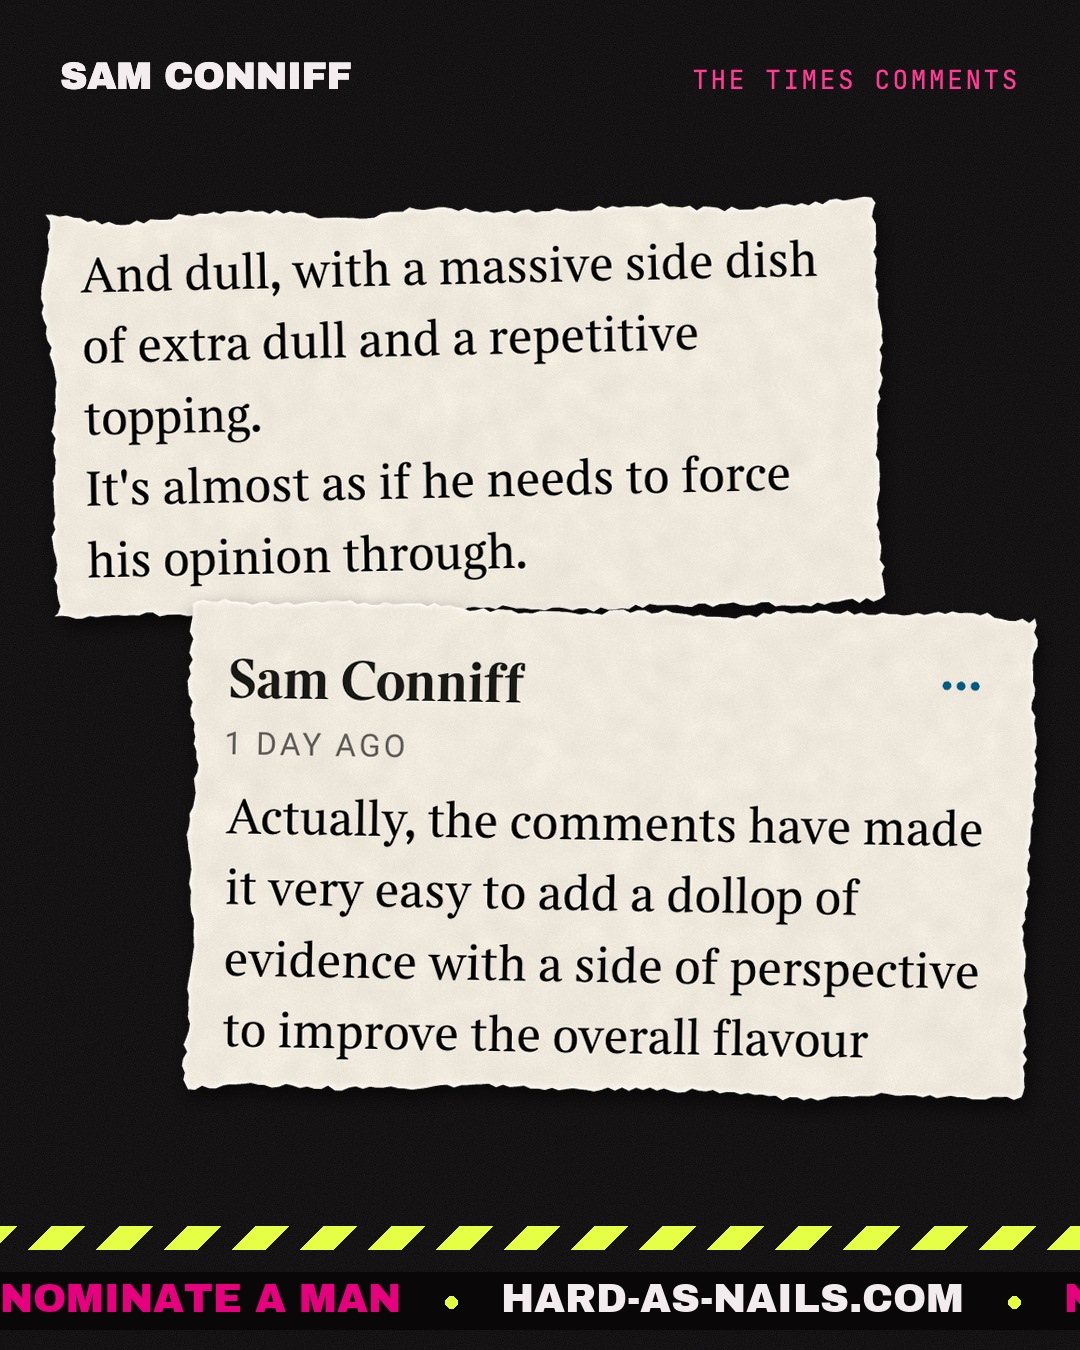 SAM CONNIFF
THE TIMES COMMENTS
And dull, with a massive side dish
of extra dull and a repetitive
topping.
It's almost as if he needs to force
his opinion through.
Sam Conniff
1 DAY AGO
Actually, the comments have made
it very easy to add a dollop of
evidence with a side of perspective
to improve the overall flavour
NOMINATE A MAN • HARD-AS-NAILS.COM •